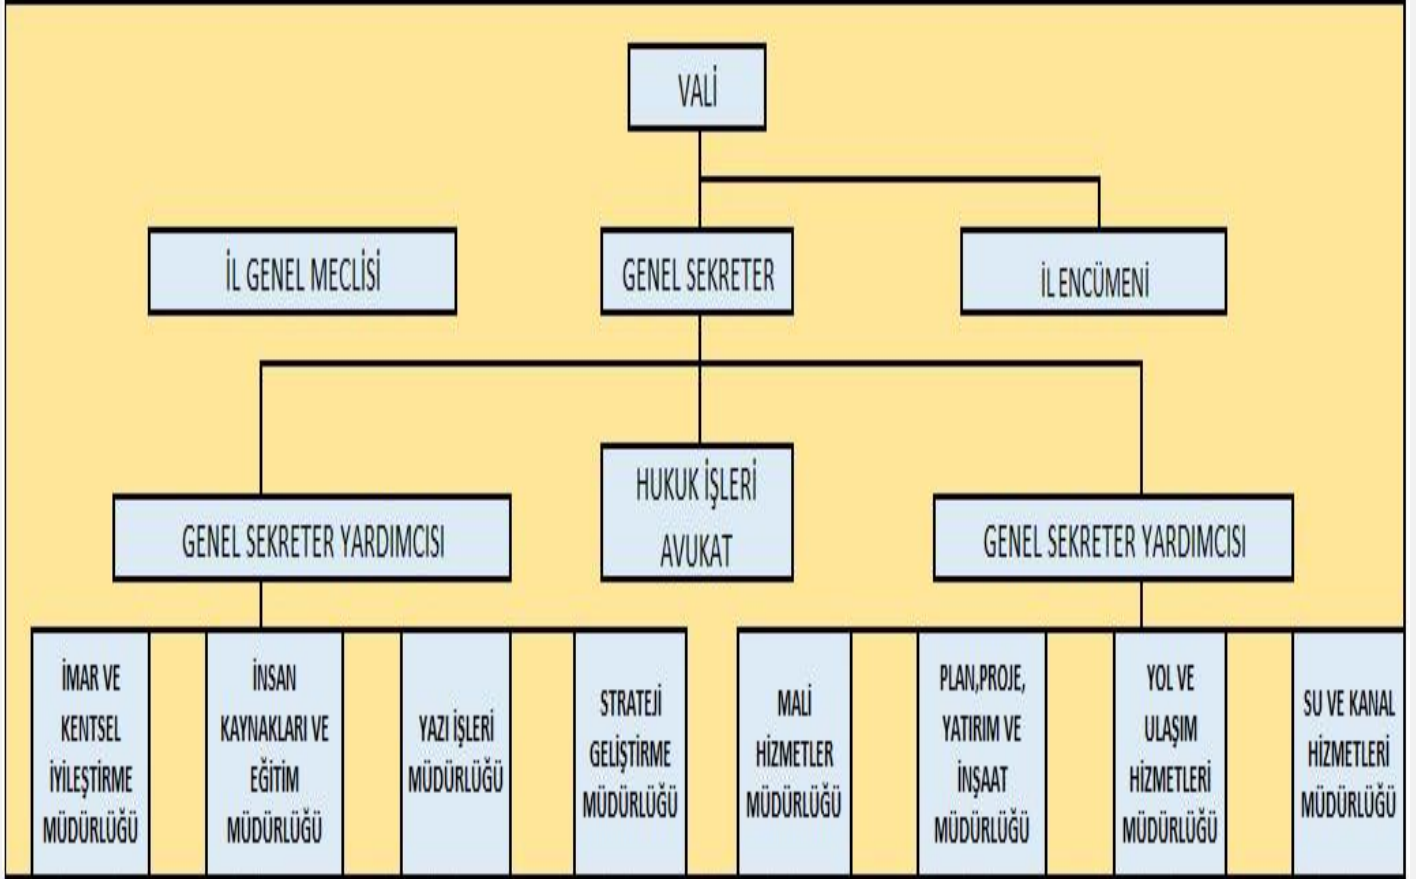 VALİ
İL GENEL MECLİSİ
GENEL SEKRETER
İL ENCÜMENİ
HUKUK İŞLERİ
AVUKAT
GENEL SEKRETER YARDIMCISI
GENEL SEKRETER YARDIMCISI
İMAR VE
KENTSEL
İYİLEŞTİRME
MÜDÜRLÜĞÜ
İNSAN
KAYNAKLARI VE
EĞİTİM
MÜDÜRLÜĞÜ
YAZI İŞLERİ
MÜDÜRLÜĞÜ
STRATEJİ
GELİŞTİRME
MÜDÜRLÜĞÜ
MALİ
HİZMETLER
MÜDÜRLÜĞÜ
PLAN,PROJE,
YATIRIM VE
İNŞAAT
MÜDÜRLÜĞÜ
YOL VE
ULAŞIM
HİZMETLERİ
MÜDÜRLÜĞÜ
SU VE KANAL
HİZMETLERİ
MÜDÜRLÜĞÜ